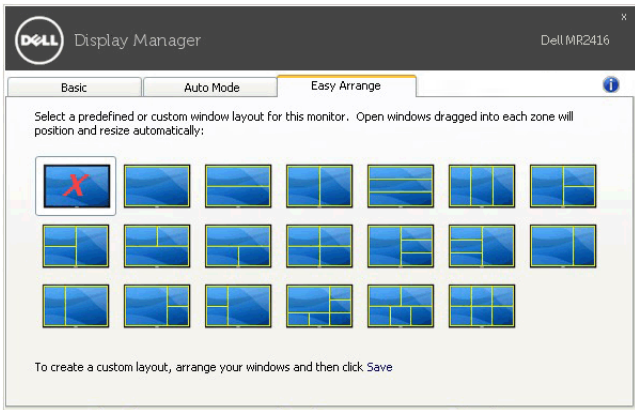 x
DELL Display Manager
Dell MR2416
Basic
Auto Mode
Easy Arrange
i
Select a predefined or custom window layout for this monitor. Open windows dragged into each zone will
position and resize automatically:
X
To create a custom layout, arrange your windows and then click Save